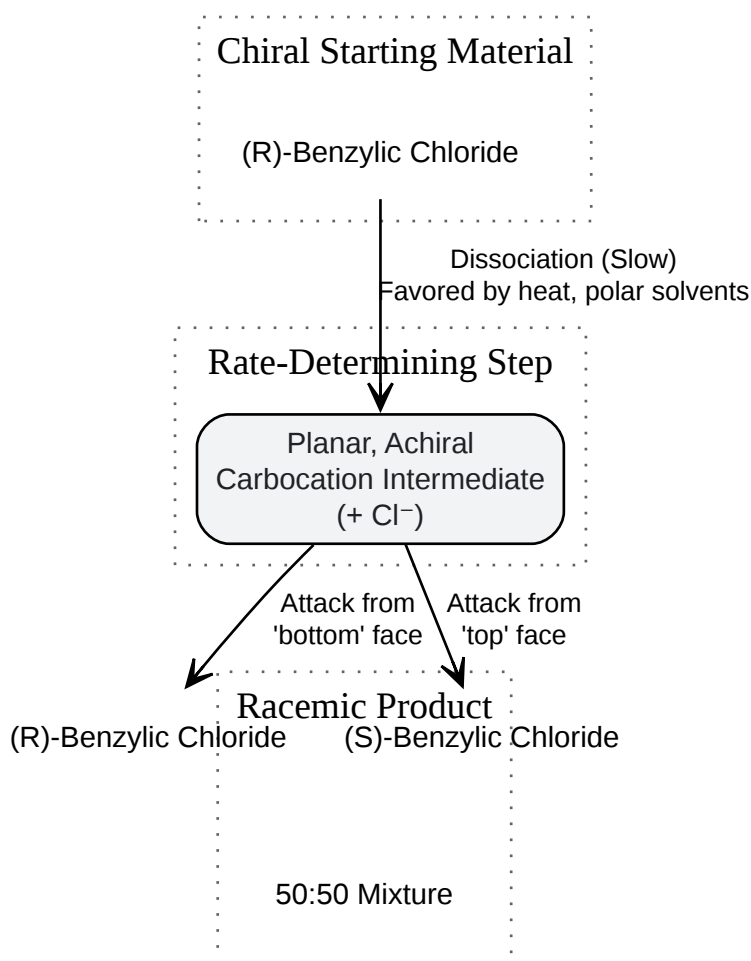 Chiral Starting Material
(R)-Benzylic Chloride
Dissociation (Slow)
Favored by heat, polar solvents
Rate-Determining Step
Planar, Achiral
Carbocation Intermediate
(+ Cl⁻)
Attack from
'bottom' face
Attack from
'top' face
Racemic Product
(R)-Benzylic Chloride
(S)-Benzylic Chloride
50:50 Mixture